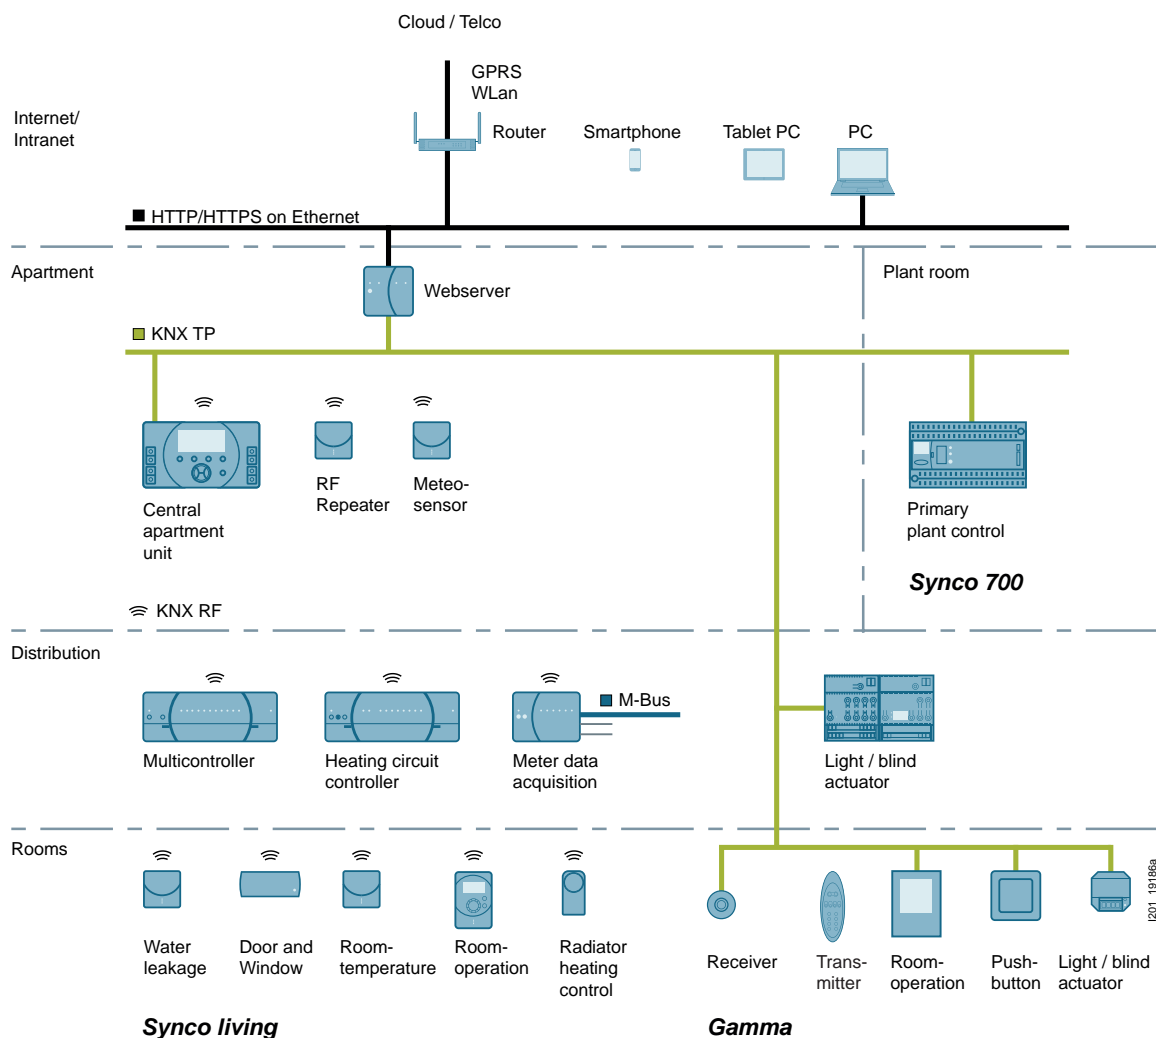 Cloud / Telco
GPRS
WLan
Internet/
Intranet
Router
Smartphone
Tablet PC
PC
HTTP/HTTPS on Ethernet
Apartment
Plant room
Webserver
KNX TP
Central
apartment
unit
RF
Repeater
Meteo-
sensor
Primary
plant control
Synco 700
KNX RF
Distribution
M-Bus
Multicontroller
Heating circuit
controller
Meter data
acquisition
Light / blind
actuator
Rooms
Water
leakage
Door and
Window
Room-
temperature
Room-
operation
Radiator
heating
control
Receiver
Trans-
mitter
Room-
operation
Push-
button
Light / blind
actuator
I201_19186a
Synco living
Gamma